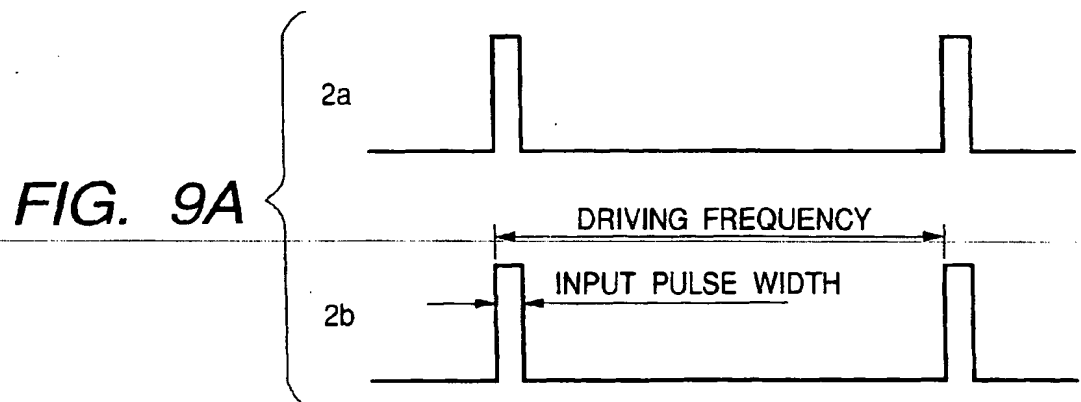 2a
FIG. 9A
DRIVING FREQUENCY
INPUT PULSE WIDTH
2b